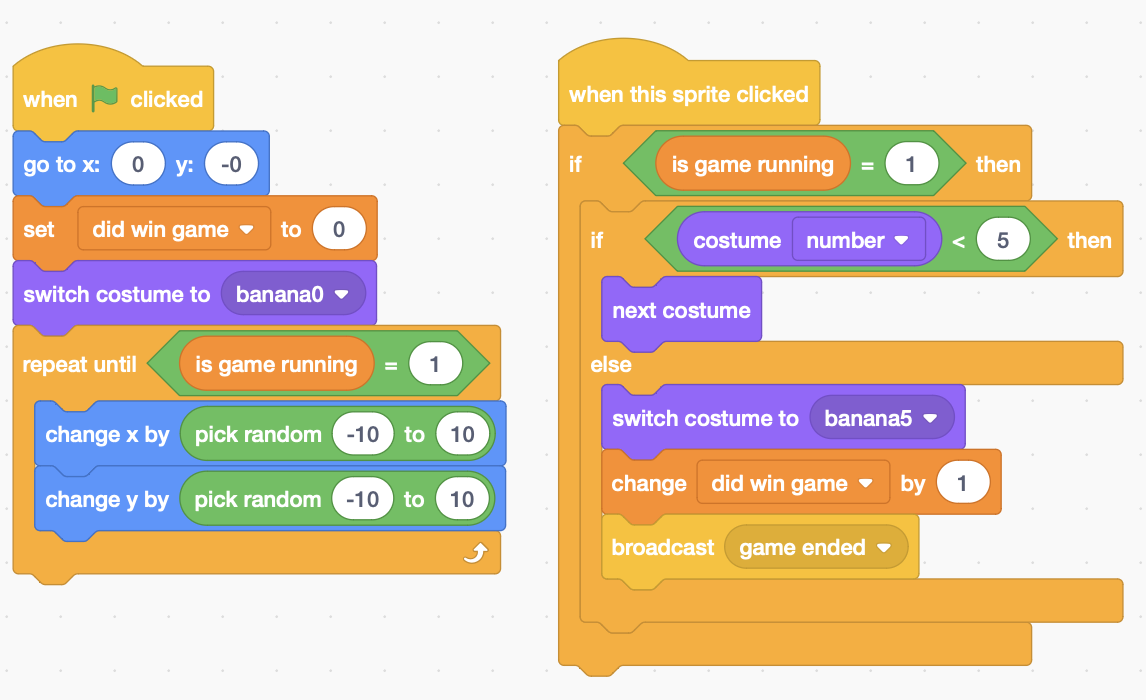 when clicked
go to x: 0 y: -0
set did win game to 0
switch costume to banana0
repeat until is game running = 1
change x by pick random -10 to 10
change y by pick random -10 to 10
when this sprite clicked
if is game running = 1 then
if costume number < 5 then
next costume
else
switch costume to banana5
change did win game by 1
broadcast game ended